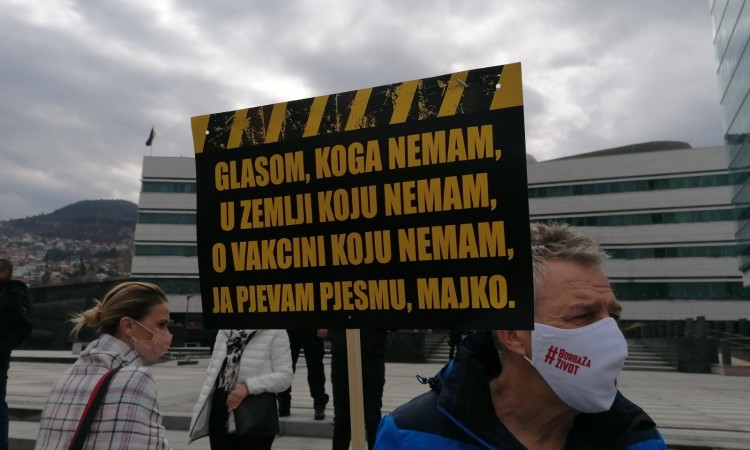 GLASOM, KOGA NEMAM,
U ZEMLJI KOJU NEMAM,
O VAKCINI KOJU NEMAM,
JA PJEVAM PJESMU, MAJKO.
#BORBAZA
ŽIVOT